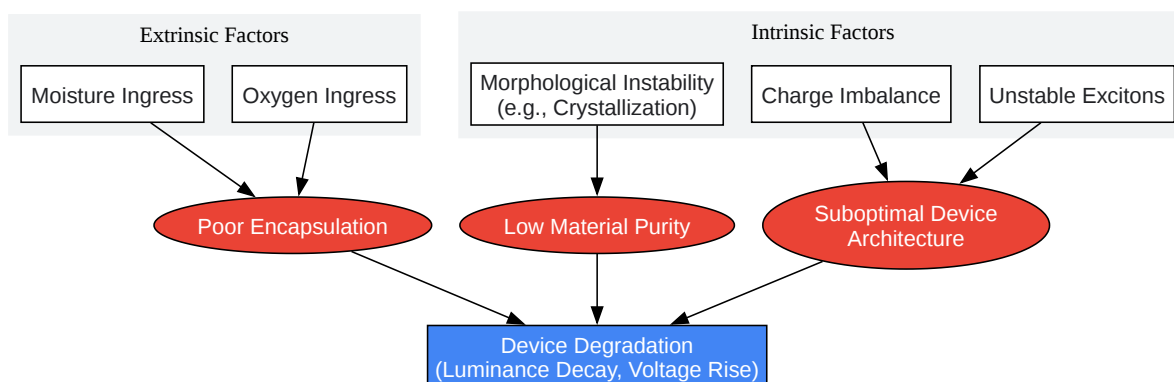 Extrinsic Factors
Intrinsic Factors
Moisture Ingress
Oxygen Ingress
Morphological Instability
(e.g., Crystallization)
Charge Imbalance
Unstable Excitons
Poor Encapsulation
Low Material Purity
Suboptimal Device
Architecture
Device Degradation
(Luminance Decay, Voltage Rise)